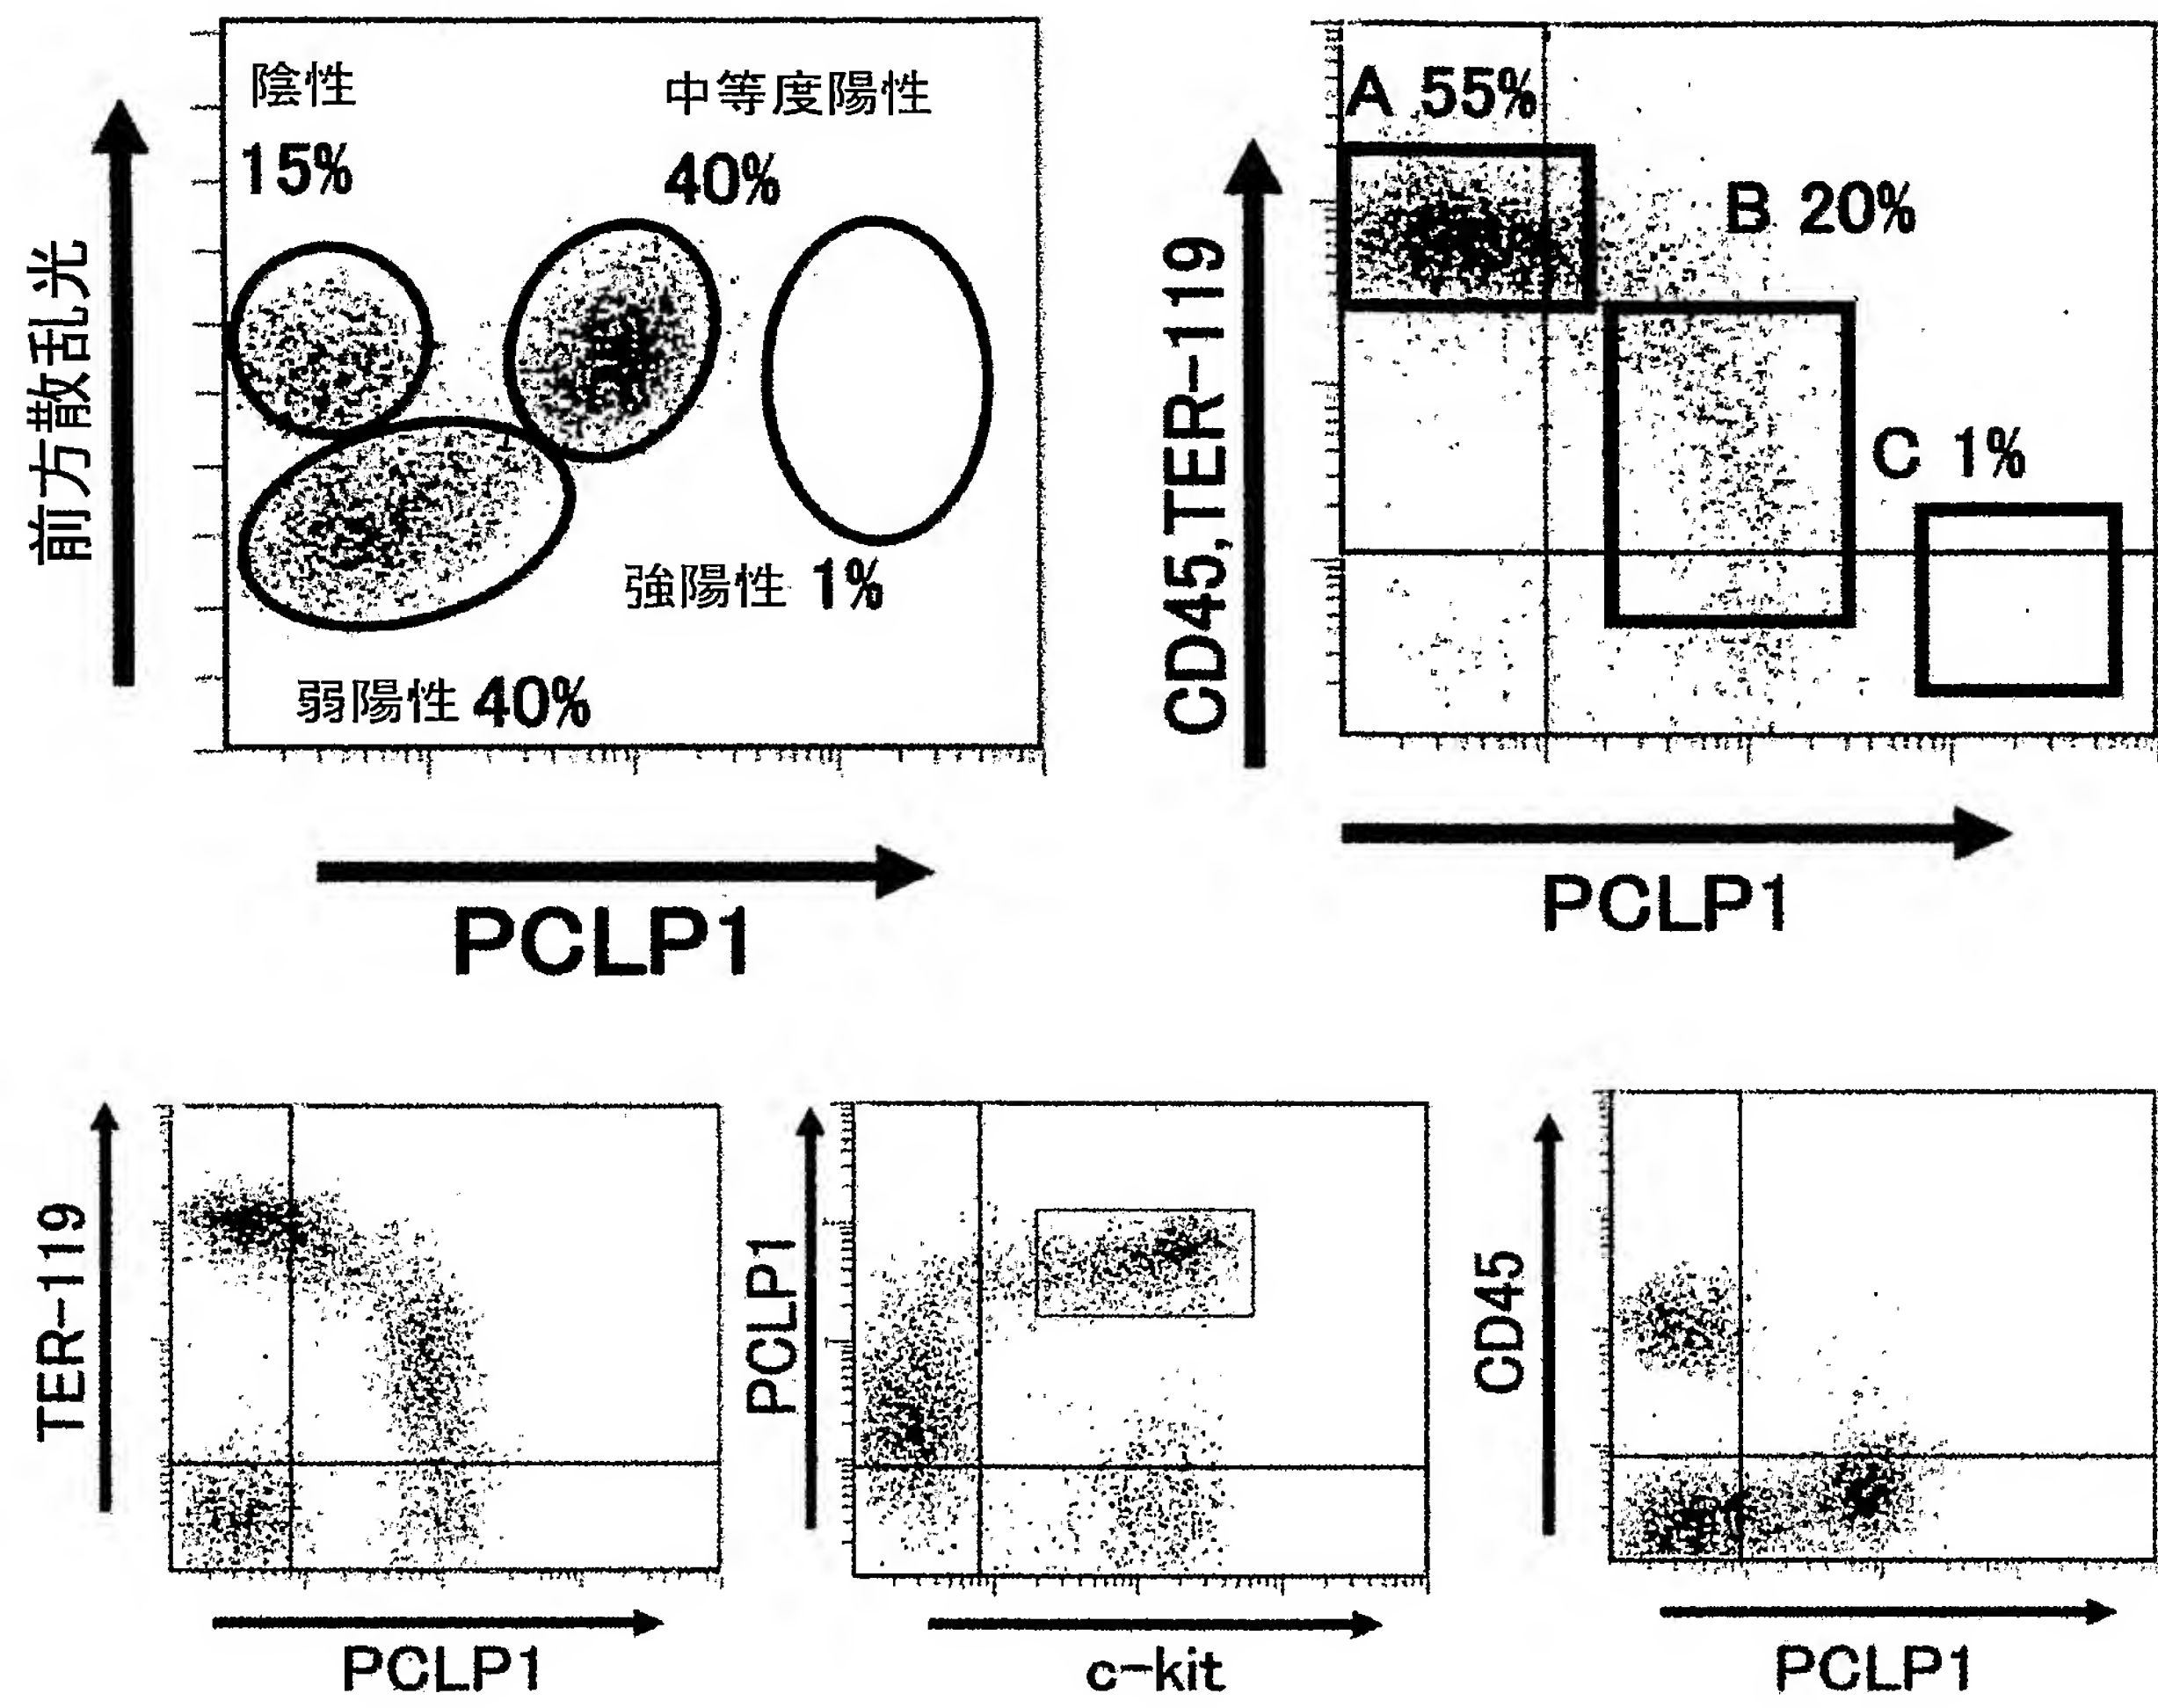 陰性
15%
中等度陽性
40%
強陽性 1%
弱陽性 40%
前方散乱光
PCLP1
A 55%
B 20%
C 1%
CD45,TER-119
PCLP1
TER-119
PCLP1
PCLP1
c-kit
CD45
PCLP1